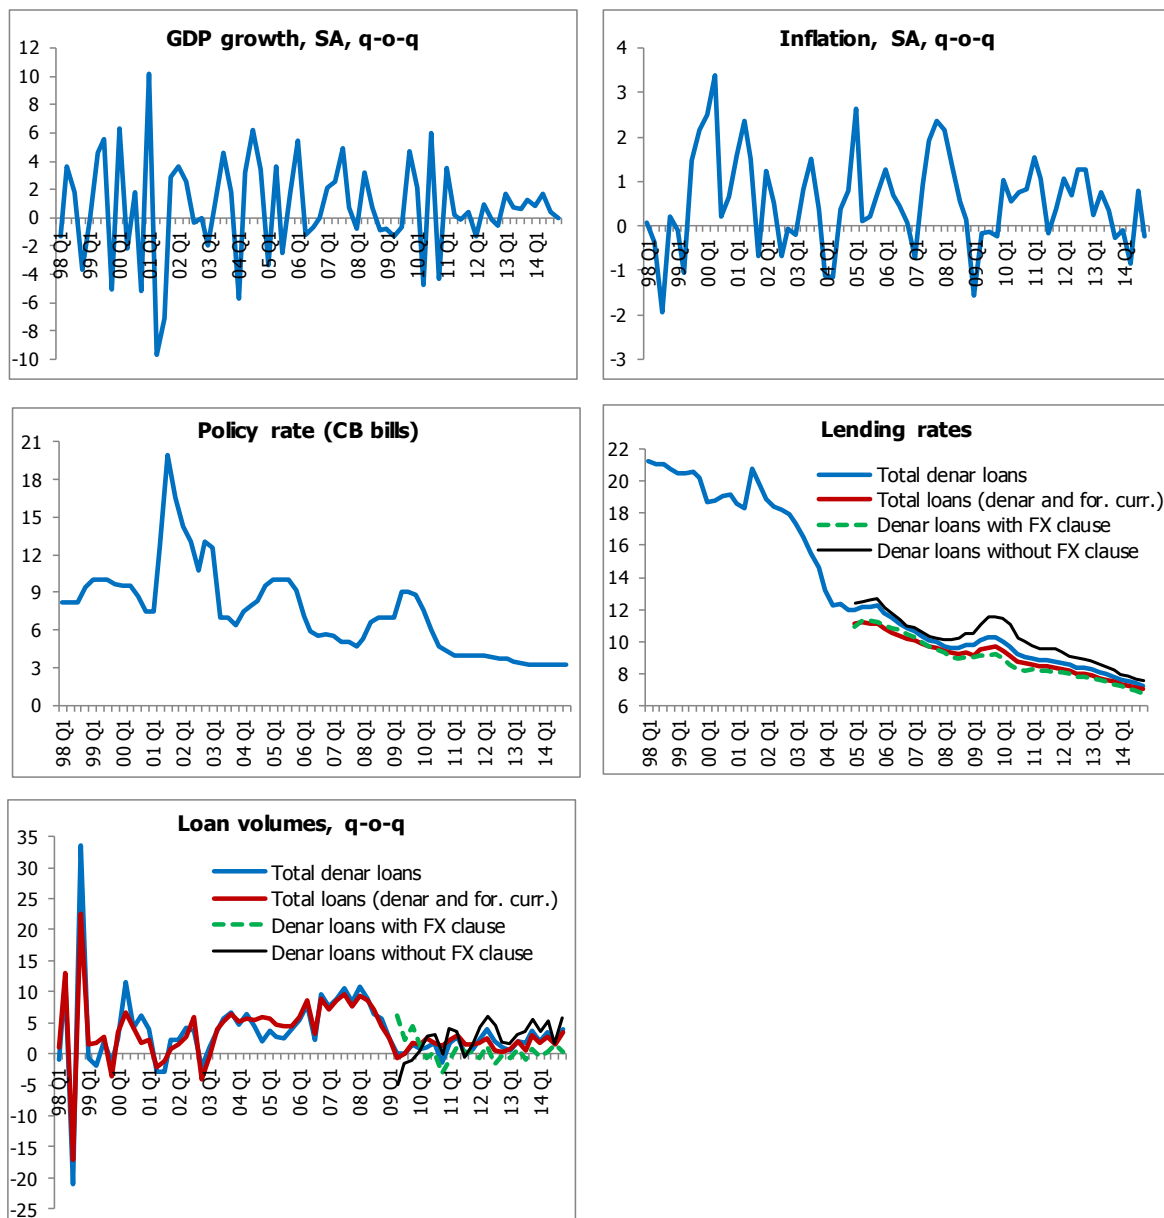 GDP growth, SA, q-o-q
12
10
8
6
4
2
0
-2
-4
-6
-8
-10
98 Q1
99 Q1
00 Q1
01 Q1
02 Q1
03 Q1
04 Q1
05 Q1
06 Q1
07 Q1
08 Q1
09 Q1
10 Q1
11 Q1
12 Q1
13 Q1
14 Q1
Inflation, SA, q-o-q
4
3
2
1
0
-1
-2
-3
98 Q1
99 Q1
00 Q1
01 Q1
02 Q1
03 Q1
04 Q1
05 Q1
06 Q1
07 Q1
08 Q1
09 Q1
10 Q1
11 Q1
12 Q1
13 Q1
14 Q1
Policy rate (CB bills)
21
18
15
12
9
6
3
0
98 Q1
99 Q1
00 Q1
01 Q1
02 Q1
03 Q1
04 Q1
05 Q1
06 Q1
07 Q1
08 Q1
09 Q1
10 Q1
11 Q1
12 Q1
13 Q1
14 Q1
Lending rates
22
20
18
16
14
12
10
8
6
Total denar loans
Total loans (denar and for. curr.)
Denar loans with FX clause
Denar loans without FX clause
98 Q1
99 Q1
00 Q1
01 Q1
02 Q1
03 Q1
04 Q1
05 Q1
06 Q1
07 Q1
08 Q1
09 Q1
10 Q1
11 Q1
12 Q1
13 Q1
14 Q1
Loan volumes, q-o-q
35
30
25
20
15
10
5
0
-5
-10
-15
-20
-25
Total denar loans
Total loans (denar and for. curr.)
Denar loans with FX clause
Denar loans without FX clause
98 Q1
99 Q1
00 Q1
01 Q1
02 Q1
03 Q1
04 Q1
05 Q1
06 Q1
07 Q1
08 Q1
09 Q1
10 Q1
11 Q1
12 Q1
13 Q1
14 Q1